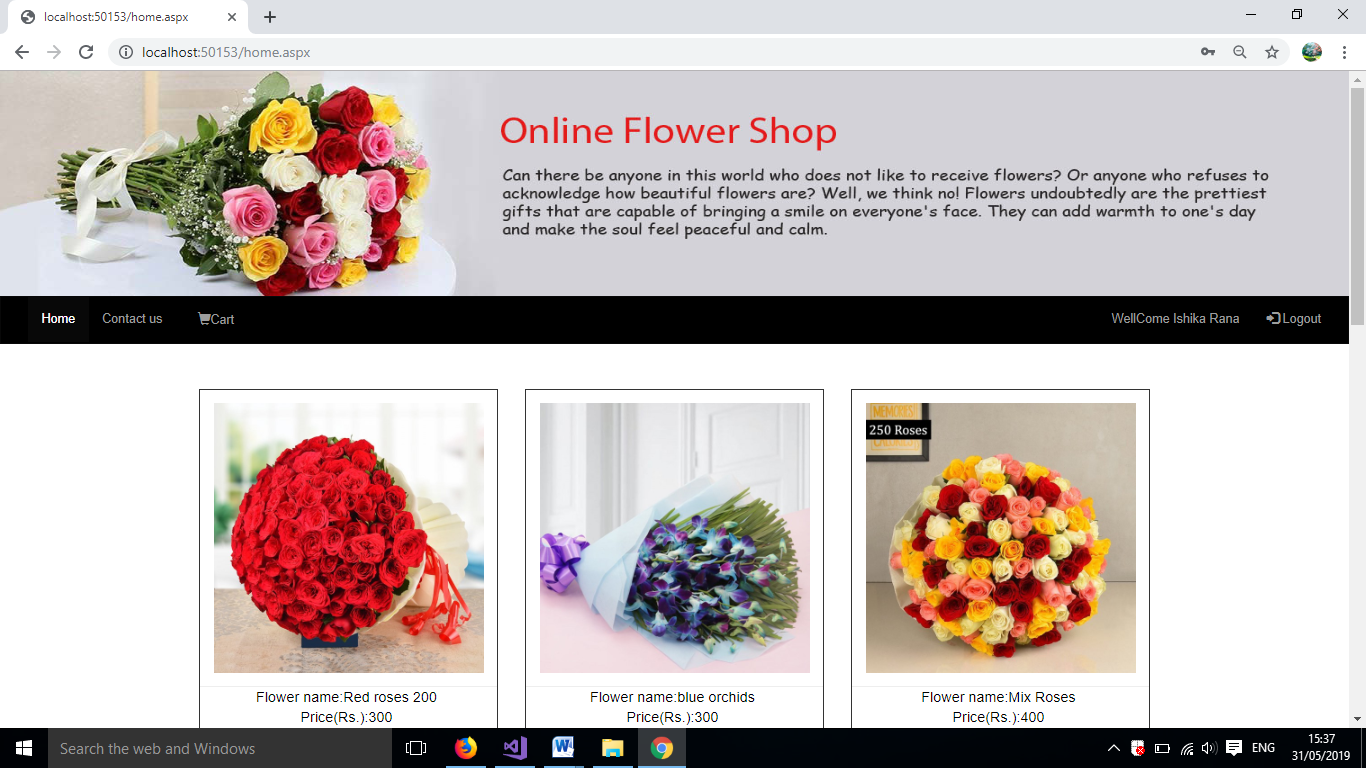 localhost:50153/home.aspx
localhost:50153/home.aspx
Online Flower Shop
Can there be anyone in this world who does not like to receive flowers? Or anyone who refuses to
acknowledge how beautiful flowers are? Well, we think no! Flowers undoubtedly are the prettiest
gifts that are capable of bringing a smile on everyone's face. They can add warmth to one's day
and make the soul feel peaceful and calm.
Home Contact us Cart WellCome Ishika Rana Logout
250 Roses
Flower name:Red roses 200
Price(Rs.):300
Flower name:blue orchids
Price(Rs.):300
Flower name:Mix Roses
Price(Rs.):400
Search the web and Windows
ENG
15:37
31/05/2019